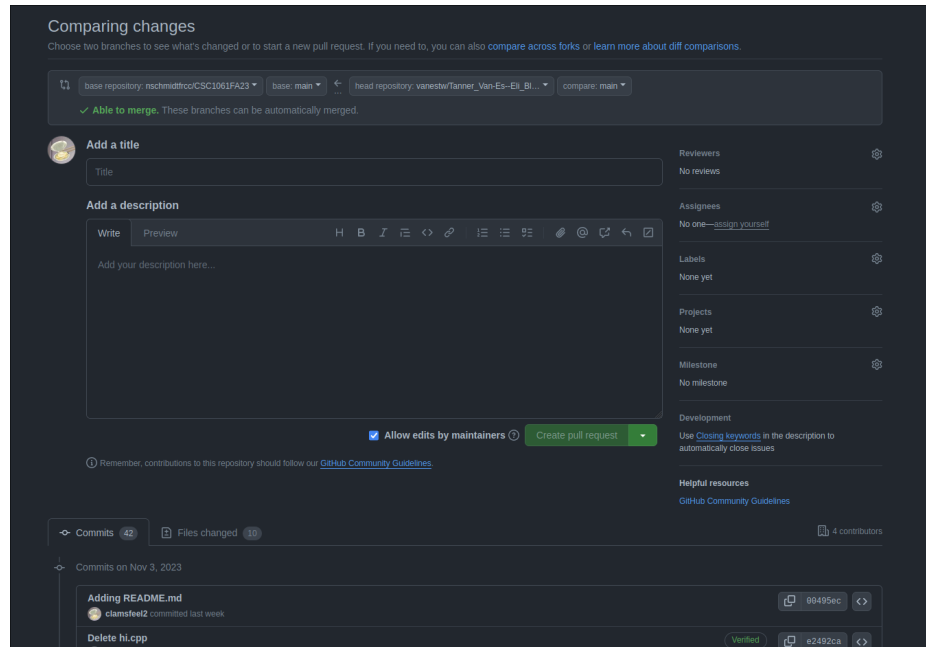 Comparing changes
Choose two branches to see what's changed or to start a new pull request. If you need to, you can also compare across forks or learn more about diff comparisons.
base repository: nschmidtfrcc/CSC1061FA23 base: main ← ... head repository: vanestw/Tanner_Van-Es--Eli_Bl... compare: main
Able to merge. These branches can be automatically merged.
Add a title
Title
Add a description
Write Preview
Add your description here...
Allow edits by maintainers
Create pull request
Remember, contributions to this repository should follow our GitHub Community Guidelines.
Reviewers
No reviews
Assignees
No one—assign yourself
Labels
None yet
Projects
None yet
Milestone
No milestone
Development
Use Closing keywords in the description to
automatically close issues
Helpful resources
GitHub Community Guidelines
Commits 42 Files changed 10
4 contributors
Commits on Nov 3, 2023
Adding README.md
clamsfeel2 committed last week
00495ec
Delete hi.cpp
Verified e2492ca